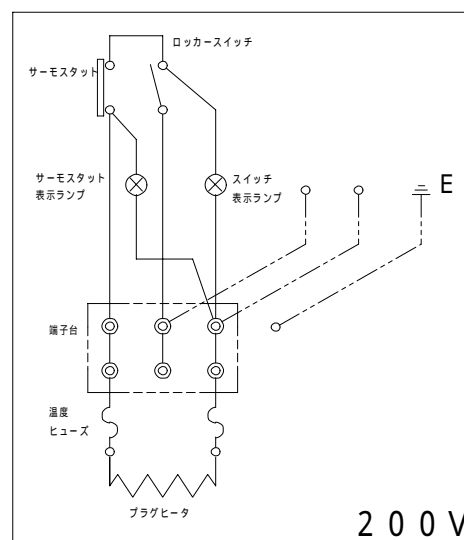 ロッカースイッチ
サーモスタット
サーモスタット
表示ランプ
スイッチ
表示ランプ
E
端子台
温度
ヒューズ
プラグヒータ
200V